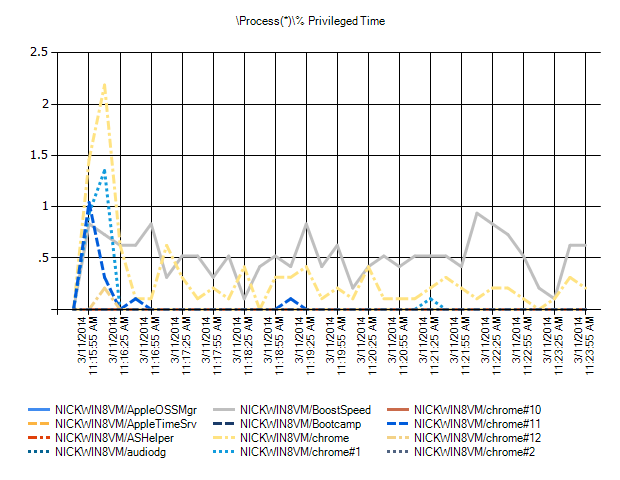 \Process(*)\% Privileged Time
2.5
2
1.5
1
.5
3/11/2014 11:15:55 AM
3/11/2014 11:16:25 AM
3/11/2014 11:16:55 AM
3/11/2014 11:17:25 AM
3/11/2014 11:17:55 AM
3/11/2014 11:18:25 AM
3/11/2014 11:18:55 AM
3/11/2014 11:19:25 AM
3/11/2014 11:19:55 AM
3/11/2014 11:20:25 AM
3/11/2014 11:20:55 AM
3/11/2014 11:21:25 AM
3/11/2014 11:21:55 AM
3/11/2014 11:22:25 AM
3/11/2014 11:22:55 AM
3/11/2014 11:23:25 AM
3/11/2014 11:23:55 AM
NICKWIN8VM/AppleOSSMgr NICKWIN8VM/BoostSpeed NICKWIN8VM/chrome#10
NICKWIN8VM/AppleTimeSrv NICKWIN8VM/Bootcamp NICKWIN8VM/chrome#11
NICKWIN8VM/ASHelper NICKWIN8VM/chrome NICKWIN8VM/chrome#12
NICKWIN8VM/audiodg NICKWIN8VM/chrome#1 NICKWIN8VM/chrome#2